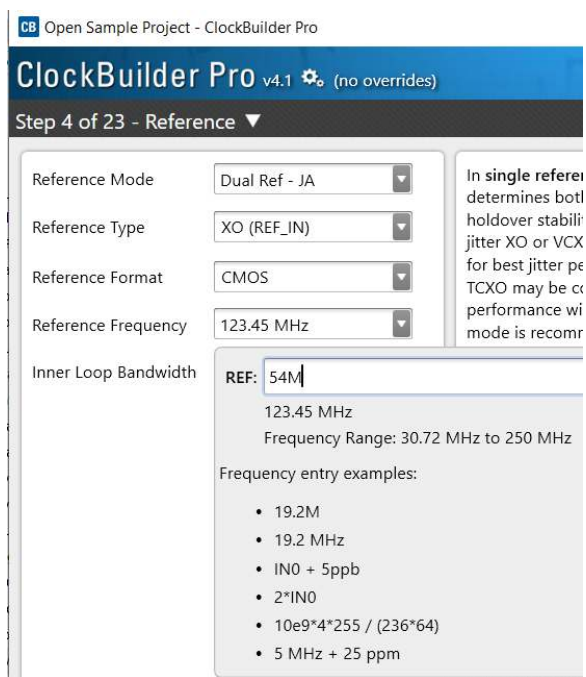 CB Open Sample Project - ClockBuilder Pro
ClockBuilder Pro v4.1 (no overrides)
Step 4 of 23 - Reference ▼
Reference Mode
Dual Ref - JA
Reference Type
XO (REF_IN)
Reference Format
CMOS
Reference Frequency
123.45 MHz
Inner Loop Bandwidth
In single
determines
holdover
jitter XO or
for best jitter
TCXO may be
performance
mode is
REF: 54M
123.45 MHz
Frequency Range: 30.72 MHz to 250 MHz
Frequency entry examples:
• 19.2M
• 19.2 MHz
• IN0 + 5ppb
• 2*IN0
• 10e9*4*255 / (236*64)
• 5 MHz + 25 ppm